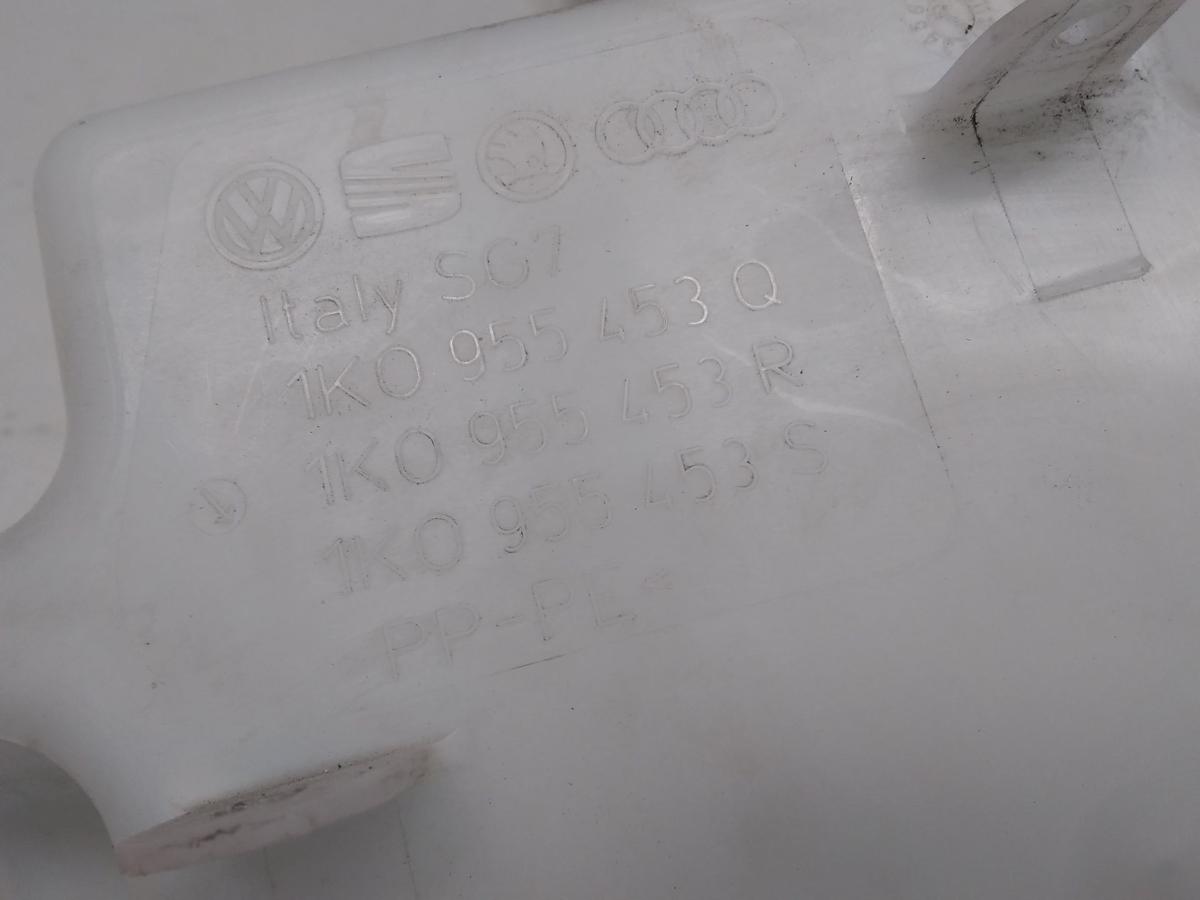 Italy SG7
1K0 955 453 Q
1K0 955 453 R
1K0 955 453 S
PP-PE<